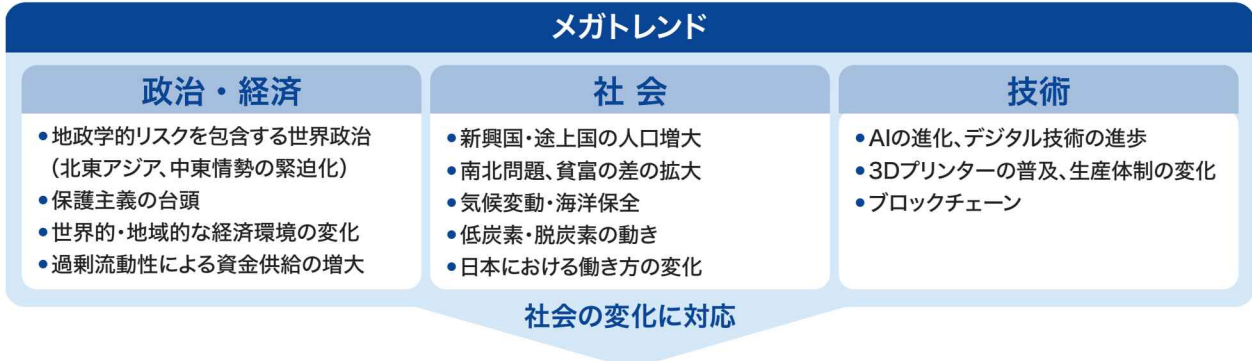 メガトレンド
政治・経済
•地政学的リスクを包含する世界政治
（北東アジア、中東情勢の緊迫化）
•保護主義の台頭
•世界的・地域的な経済環境の変化
•過剰流動性による資金供給の増大
社 会
•新興国・途上国の人口増大
•南北問題、貧富の差の拡大
•気候変動・海洋保全
•低炭素・脱炭素の動き
•日本における働き方の変化
技術
•AIの進化、デジタル技術の進歩
•3Dプリンターの普及、生産体制の変化
•ブロックチェーン
社会の変化に対応